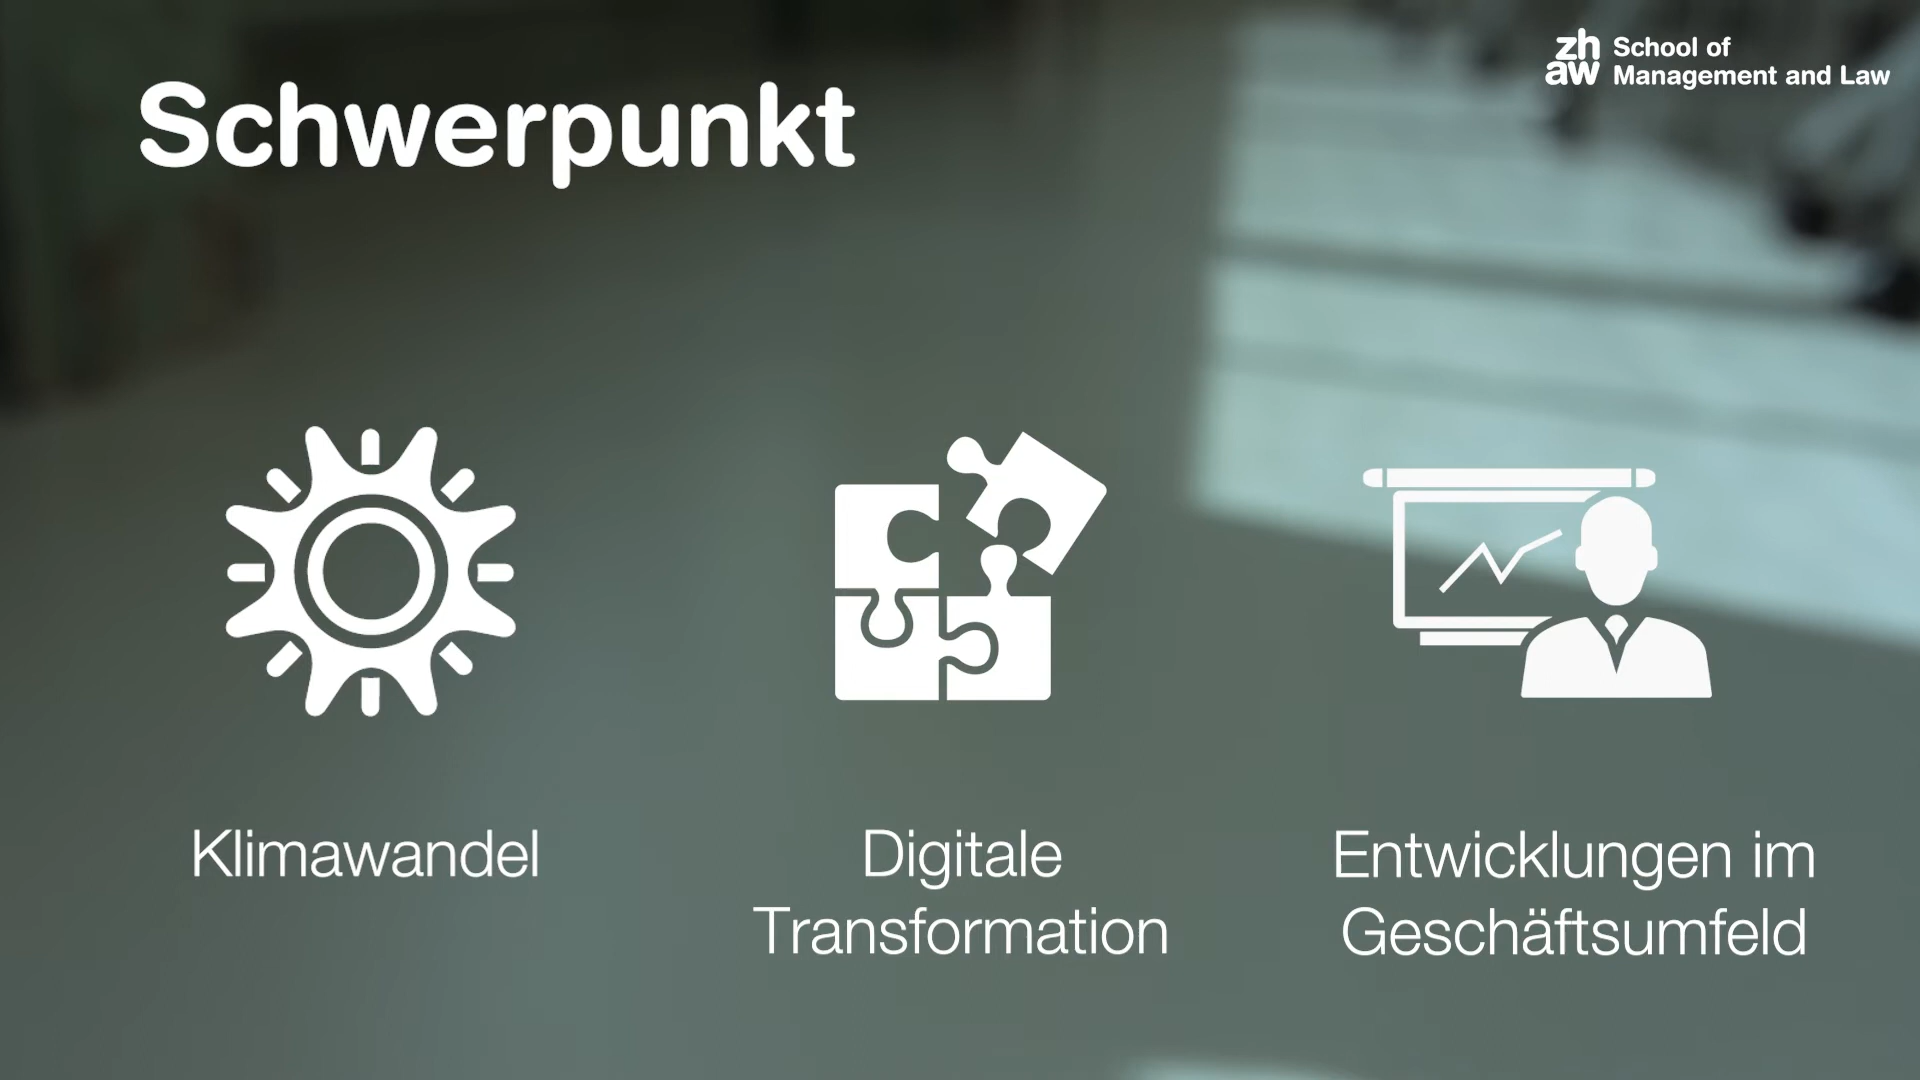 zh
aw
School of
Management and Law
Schwerpunkt
Klimawandel
Digitale
Transformation
Entwicklungen im
Geschäftsumfeld